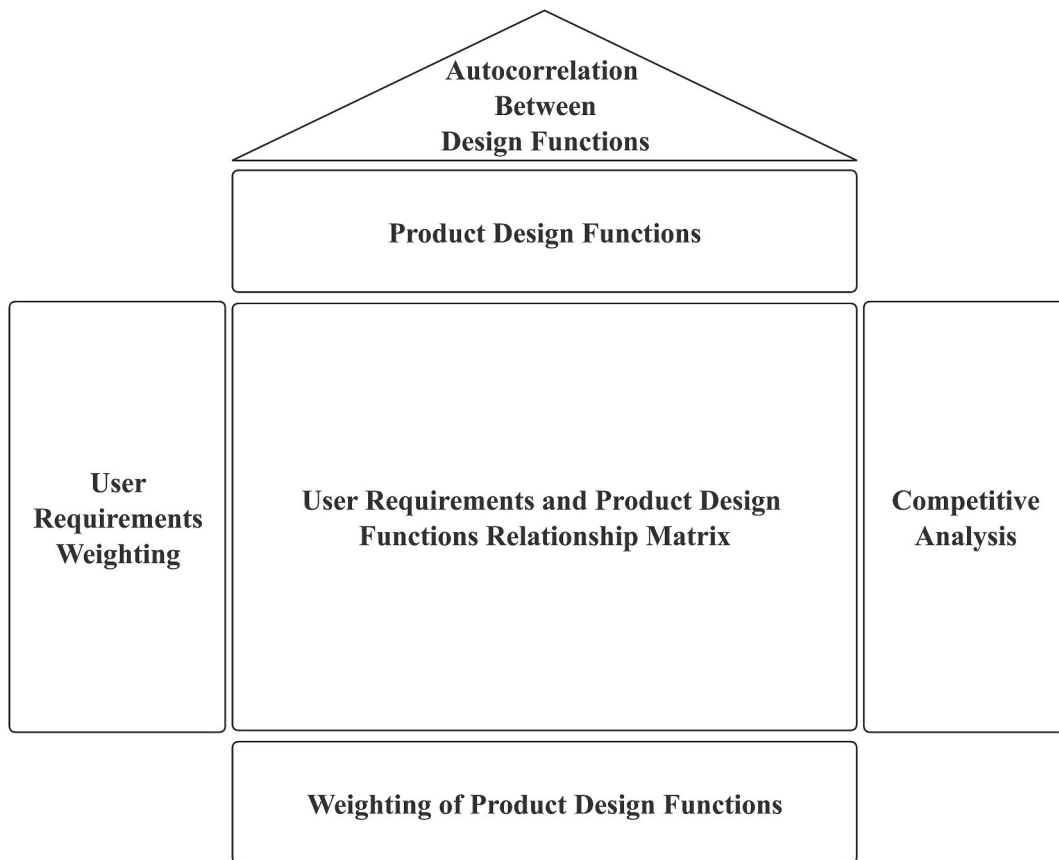 Autocorrelation
Between
Design Functions
Product Design Functions
User
Requirements
Weighting
User Requirements and Product Design
Functions Relationship Matrix
Competitive
Analysis
Weighting of Product Design Functions